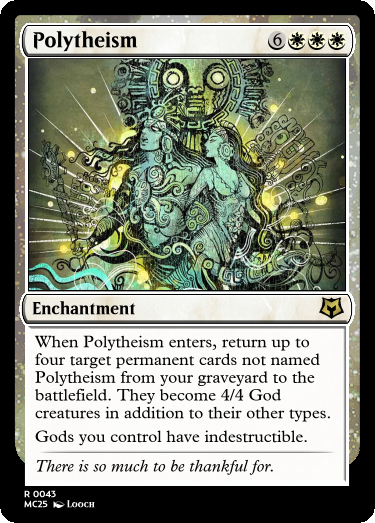 Polytheism 6
Enchantment
When Polytheism enters, return up to
four target permanent cards not named
Polytheism from your graveyard to the
battlefield. They become 4/4 God
creatures in addition to their other types.
Gods you control have indestructible.
There is so much to be thankful for.
R 0043
MC25 Looch